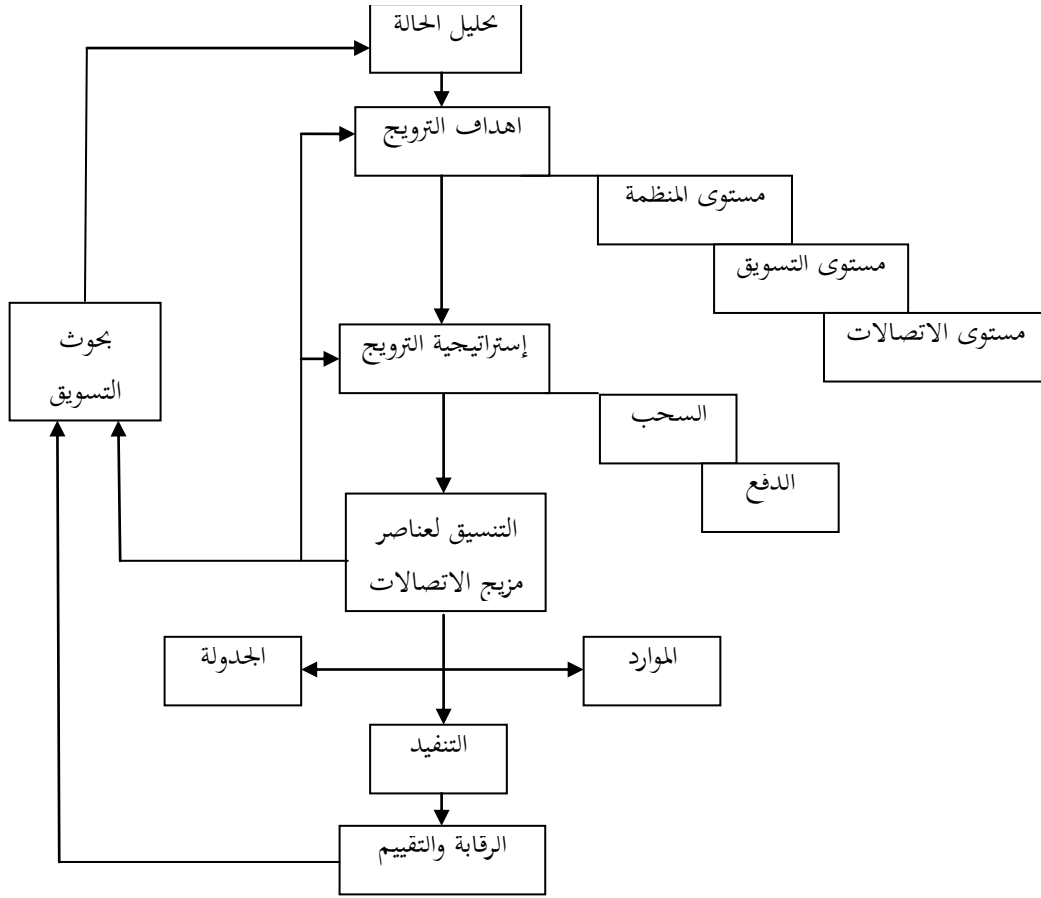 تحليل الحالة
اهداف الترويج
مستوى المنظمة
مستوى التسويق
مستوى الاتصالات
بحوث
التسويق
إستراتيجية الترويج
السحب
الدفع
التنسيق لعناصر
مزيج الاتصالات
الموارد
الجدولة
التنفيد
الرقابة والتقييم